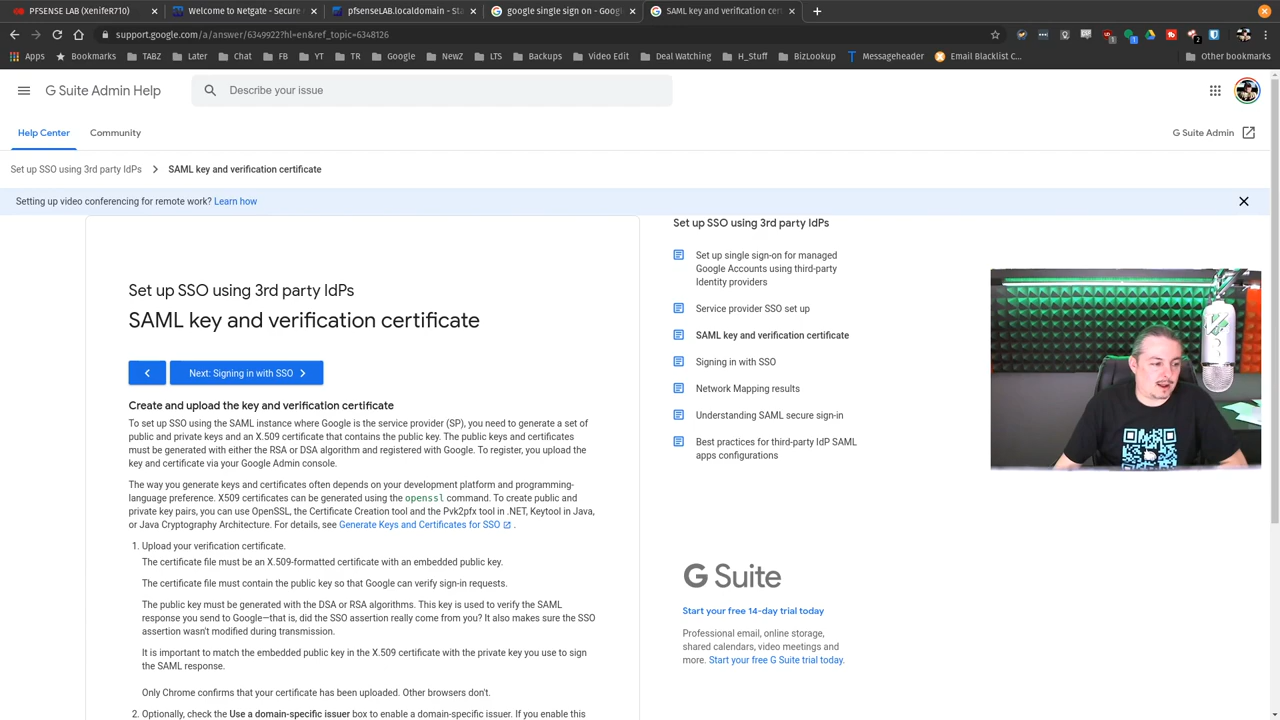 PFSENSE LAB (Xenifer710)
Welcome to Netgate - Secure
pfsenseLAB.localdomain - Sta
google single sign on - Goog
SAML key and verification cert
support.google.com/a/answer/6349922?hl=en&ref_topic=6348126
Apps
Bookmarks
TABZ
Later
Chat
FB
YT
TR
Google
NewZ
LTS
Backups
Video Edit
Deal Watching
H_Stuff
BizLookup
Messageheader
Email Blacklist C...
Other bookmarks
G Suite Admin Help
Describe your issue
Help Center
Community
G Suite Admin
Set up SSO using 3rd party IdPs
SAML key and verification certificate
Setting up video conferencing for remote work? Learn how
Set up SSO using 3rd party IdPs
SAML key and verification certificate
Next: Signing in with SSO
Create and upload the key and verification certificate
To set up SSO using the SAML instance where Google is the service provider (SP), you need to generate a set of
public and private keys and an X.509 certificate that contains the public key. The public keys and certificates
must be generated with either the RSA or DSA algorithm and registered with Google. To register, you upload the
key and certificate via your Google Admin console.
The way you generate keys and certificates often depends on your development platform and programming-
language preference. X509 certificates can be generated using the openssl command. To create public and
private key pairs, you can use OpenSSL, the Certificate Creation tool and the Pvk2pfx tool in .NET, Keytool in Java,
or Java Cryptography Architecture. For details, see Generate Keys and Certificates for SSO .
1. Upload your verification certificate.
The certificate file must be an X.509-formatted certificate with an embedded public key.
The certificate file must contain the public key so that Google can verify sign-in requests.
The public key must be generated with the DSA or RSA algorithms. This key is used to verify the SAML
response you send to Google—that is, did the SSO assertion really come from you? It also makes sure the SSO
assertion wasn't modified during transmission.
It is important to match the embedded public key in the X.509 certificate with the private key you use to sign
the SAML response.
Only Chrome confirms that your certificate has been uploaded. Other browsers don't.
2. Optionally, check the Use a domain-specific issuer box to enable a domain-specific issuer. If you enable this
Set up SSO using 3rd party IdPs
Set up single sign-on for managed
Google Accounts using third-party
Identity providers
Service provider SSO set up
SAML key and verification certificate
Signing in with SSO
Network Mapping results
Understanding SAML secure sign-in
Best practices for third-party IdP SAML
apps configurations
G Suite
Start your free 14-day trial today
Professional email, online storage,
shared calendars, video meetings and
more. Start your free G Suite trial today.